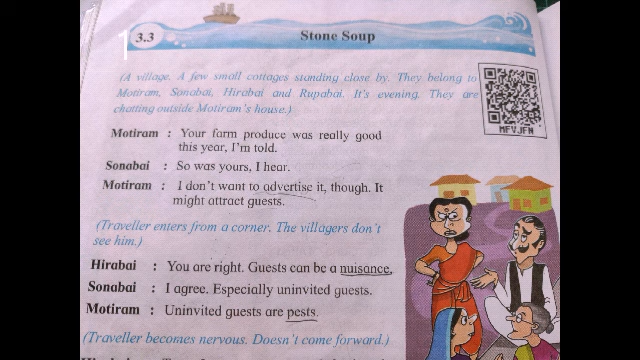 3.3
Stone Soup
(A village. A few small cottages standing close by. They belong to
Motiram, Sonabai, Hirabai and Rupabai. It's evening. They are
chatting outside Motiram's house.)
MFVJFN
Motiram : Your farm produce was really good
this year, I'm told.
Sonabai : So was yours, I hear.
Motiram : I don't want to advertise it, though. It
might attract guests.
(Traveller enters from a corner. The villagers don't
see him.)
Hirabai : You are right. Guests can be a nuisance.
Sonabai : I agree. Especially uninvited guests.
Motiram : Uninvited guests are pests.
(Traveller becomes nervous. Doesn't come forward.)